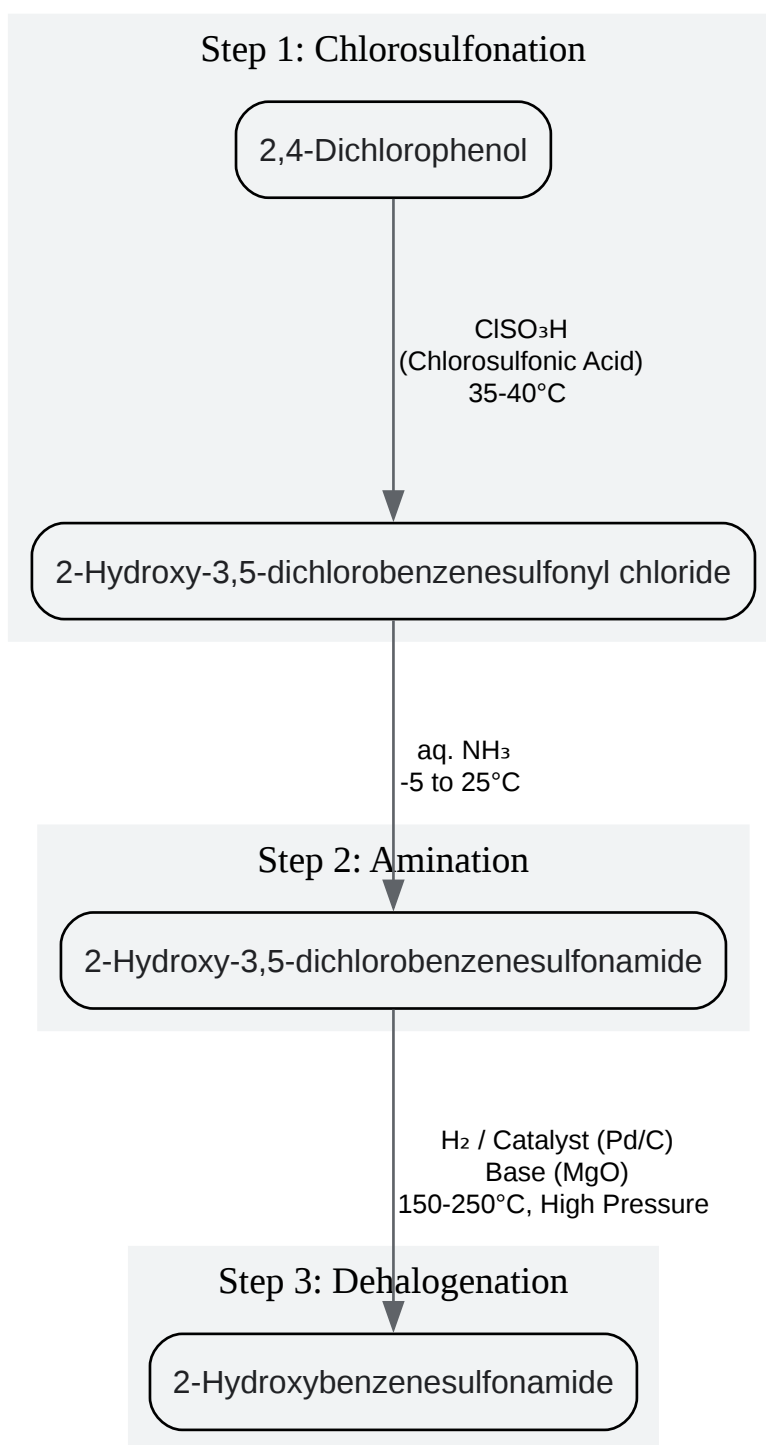 Step 1: Chlorosulfonation
2,4-Dichlorophenol
ClSO₃H
(Chlorosulfonic Acid)
35-40°C
2-Hydroxy-3,5-dichlorobenzenesulfonyl chloride
aq. NH₃
-5 to 25°C
Step 2: Amination
2-Hydroxy-3,5-dichlorobenzenesulfonamide
H₂ / Catalyst (Pd/C)
Base (MgO)
150-250°C, High Pressure
Step 3: Dehalogenation
2-Hydroxybenzenesulfonamide